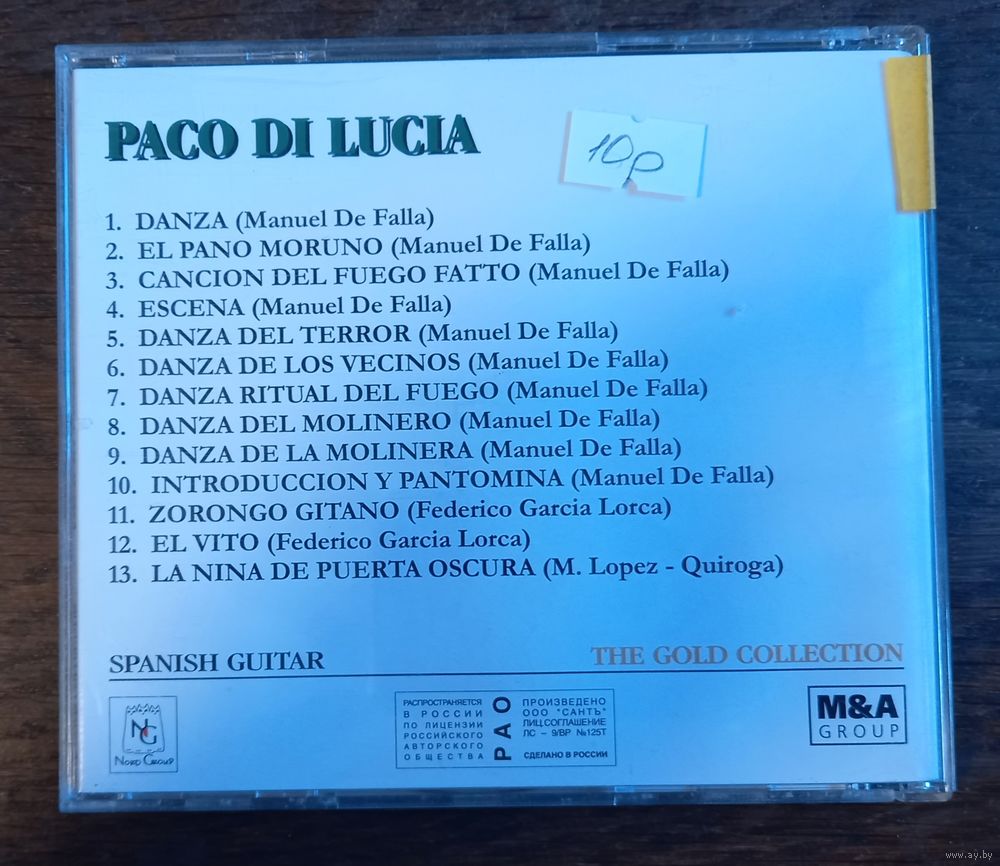 PACO DI LUCIA
10р
1. DANZA (Manuel De Falla)
2. EL PANO MORUNO (Manuel De Falla)
3. CANCION DEL FUEGO FATTO (Manuel De Falla)
4. ESCENA (Manuel De Falla)
5. DANZA DEL TERROR (Manuel De Falla)
6. DANZA DE LOS VECINOS (Manuel De Falla)
7. DANZA RITUAL DEL FUEGO (Manuel De Falla)
8. DANZA DEL MOLINERO (Manuel De Falla)
9. DANZA DE LA MOLINERA (Manuel De Falla)
10. INTRODUCCION Y PANTOMINA (Manuel De Falla)
11. ZORONGO GITANO (Federico Garcia Lorca)
12. EL VITO (Federico Garcia Lorca)
13. LA NINA DE PUERTA OSCURA (M. Lopez - Quiroga)
SPANISH GUITAR
THE GOLD COLLECTION
NG
NORD GROUP
РАСПРОСТРАНЯЕТСЯ
В РОССИИ
ПО ЛИЦЕНЗИИ
РОССИЙСКОГО
АВТОРСКОГО
ОБЩЕСТВА
РАО
ПРОИЗВЕДЕНО
ООО "САНТЪ"
ЛИЦ.СОГЛАШЕНИЕ
ЛС - 9/ВР №125Т
СДЕЛАНО В РОССИИ
M&A
GROUP
www.ay.by